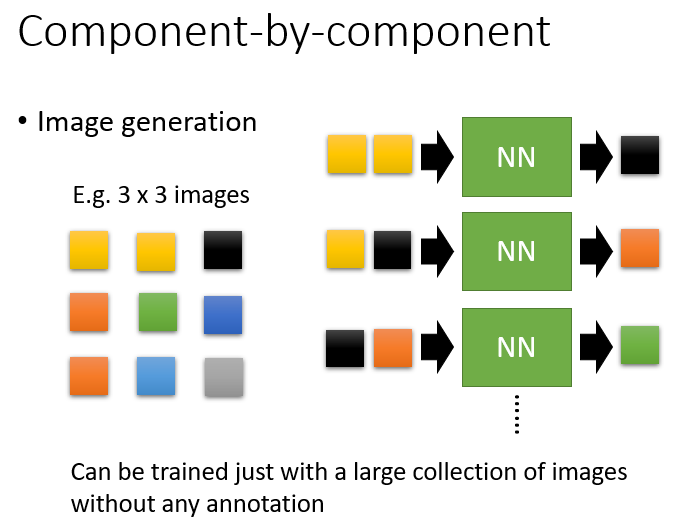 Component-by-component
• Image generation
E.g. 3 x 3 images
NN
NN
NN
Can be trained just with a large collection of images
without any annotation